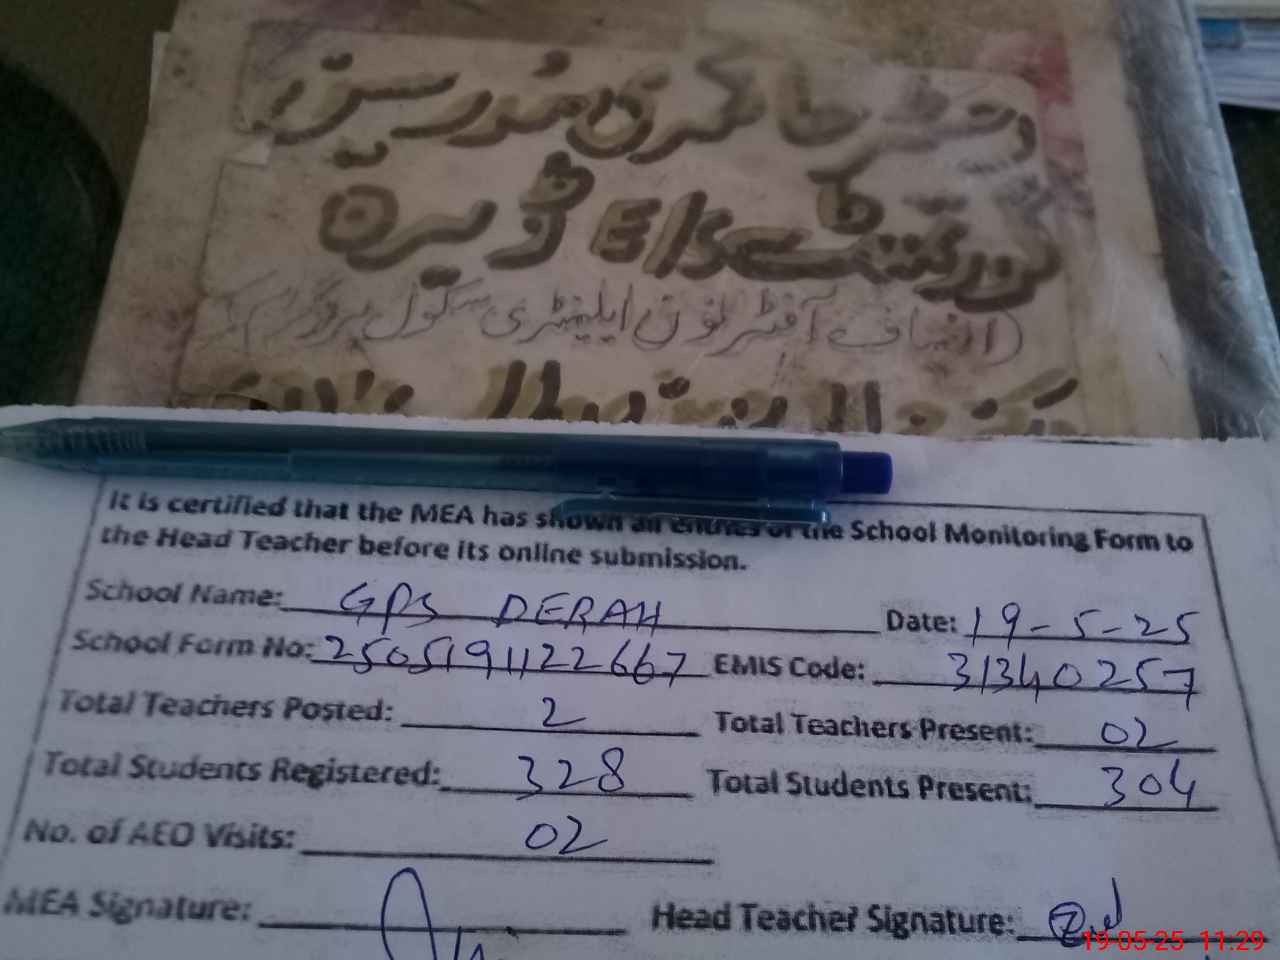 دفتر حاضری مدرسین
گورنمنٹ E/S ڈیرہ
(انصاف آفٹر نون ایلیمنٹری سکول پروگرام)
It is certified that the MEA has shown all entries of the School Monitoring Form to
the Head Teacher before its online submission.
School Name: GPS DERAH Date: 19-5-25
School Form No: 2505191122667 EMIS Code: 31340257
Total Teachers Posted: 2 Total Teachers Present: 02
Total Students Registered: 328 Total Students Present: 304
No. of AEO Visits: 02
MEA Signature: Head Teacher Signature:
19-05-25 11:29